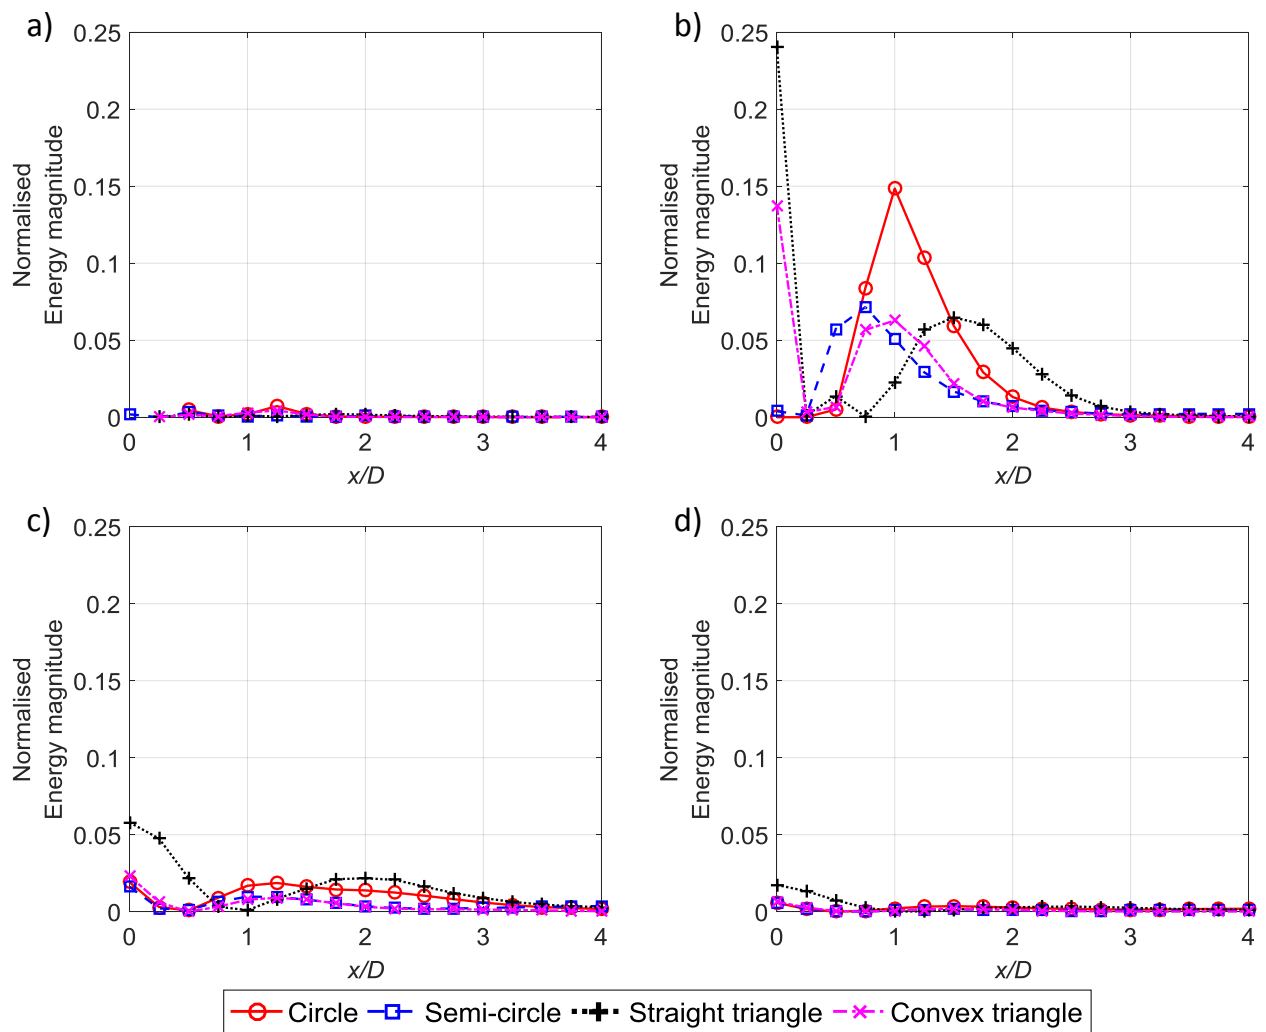 a)
0.25
0.2
0.15
0.1
0.05
0
Normalised
Energy magnitude
0 1 2 3 4
x/D
b)
0.25
0.2
0.15
0.1
0.05
0
Normalised
Energy magnitude
0 1 2 3 4
x/D
c)
0.25
0.2
0.15
0.1
0.05
0
Normalised
Energy magnitude
0 1 2 3 4
x/D
d)
0.25
0.2
0.15
0.1
0.05
0
Normalised
Energy magnitude
0 1 2 3 4
x/D
Circle Semi-circle Straight triangle Convex triangle